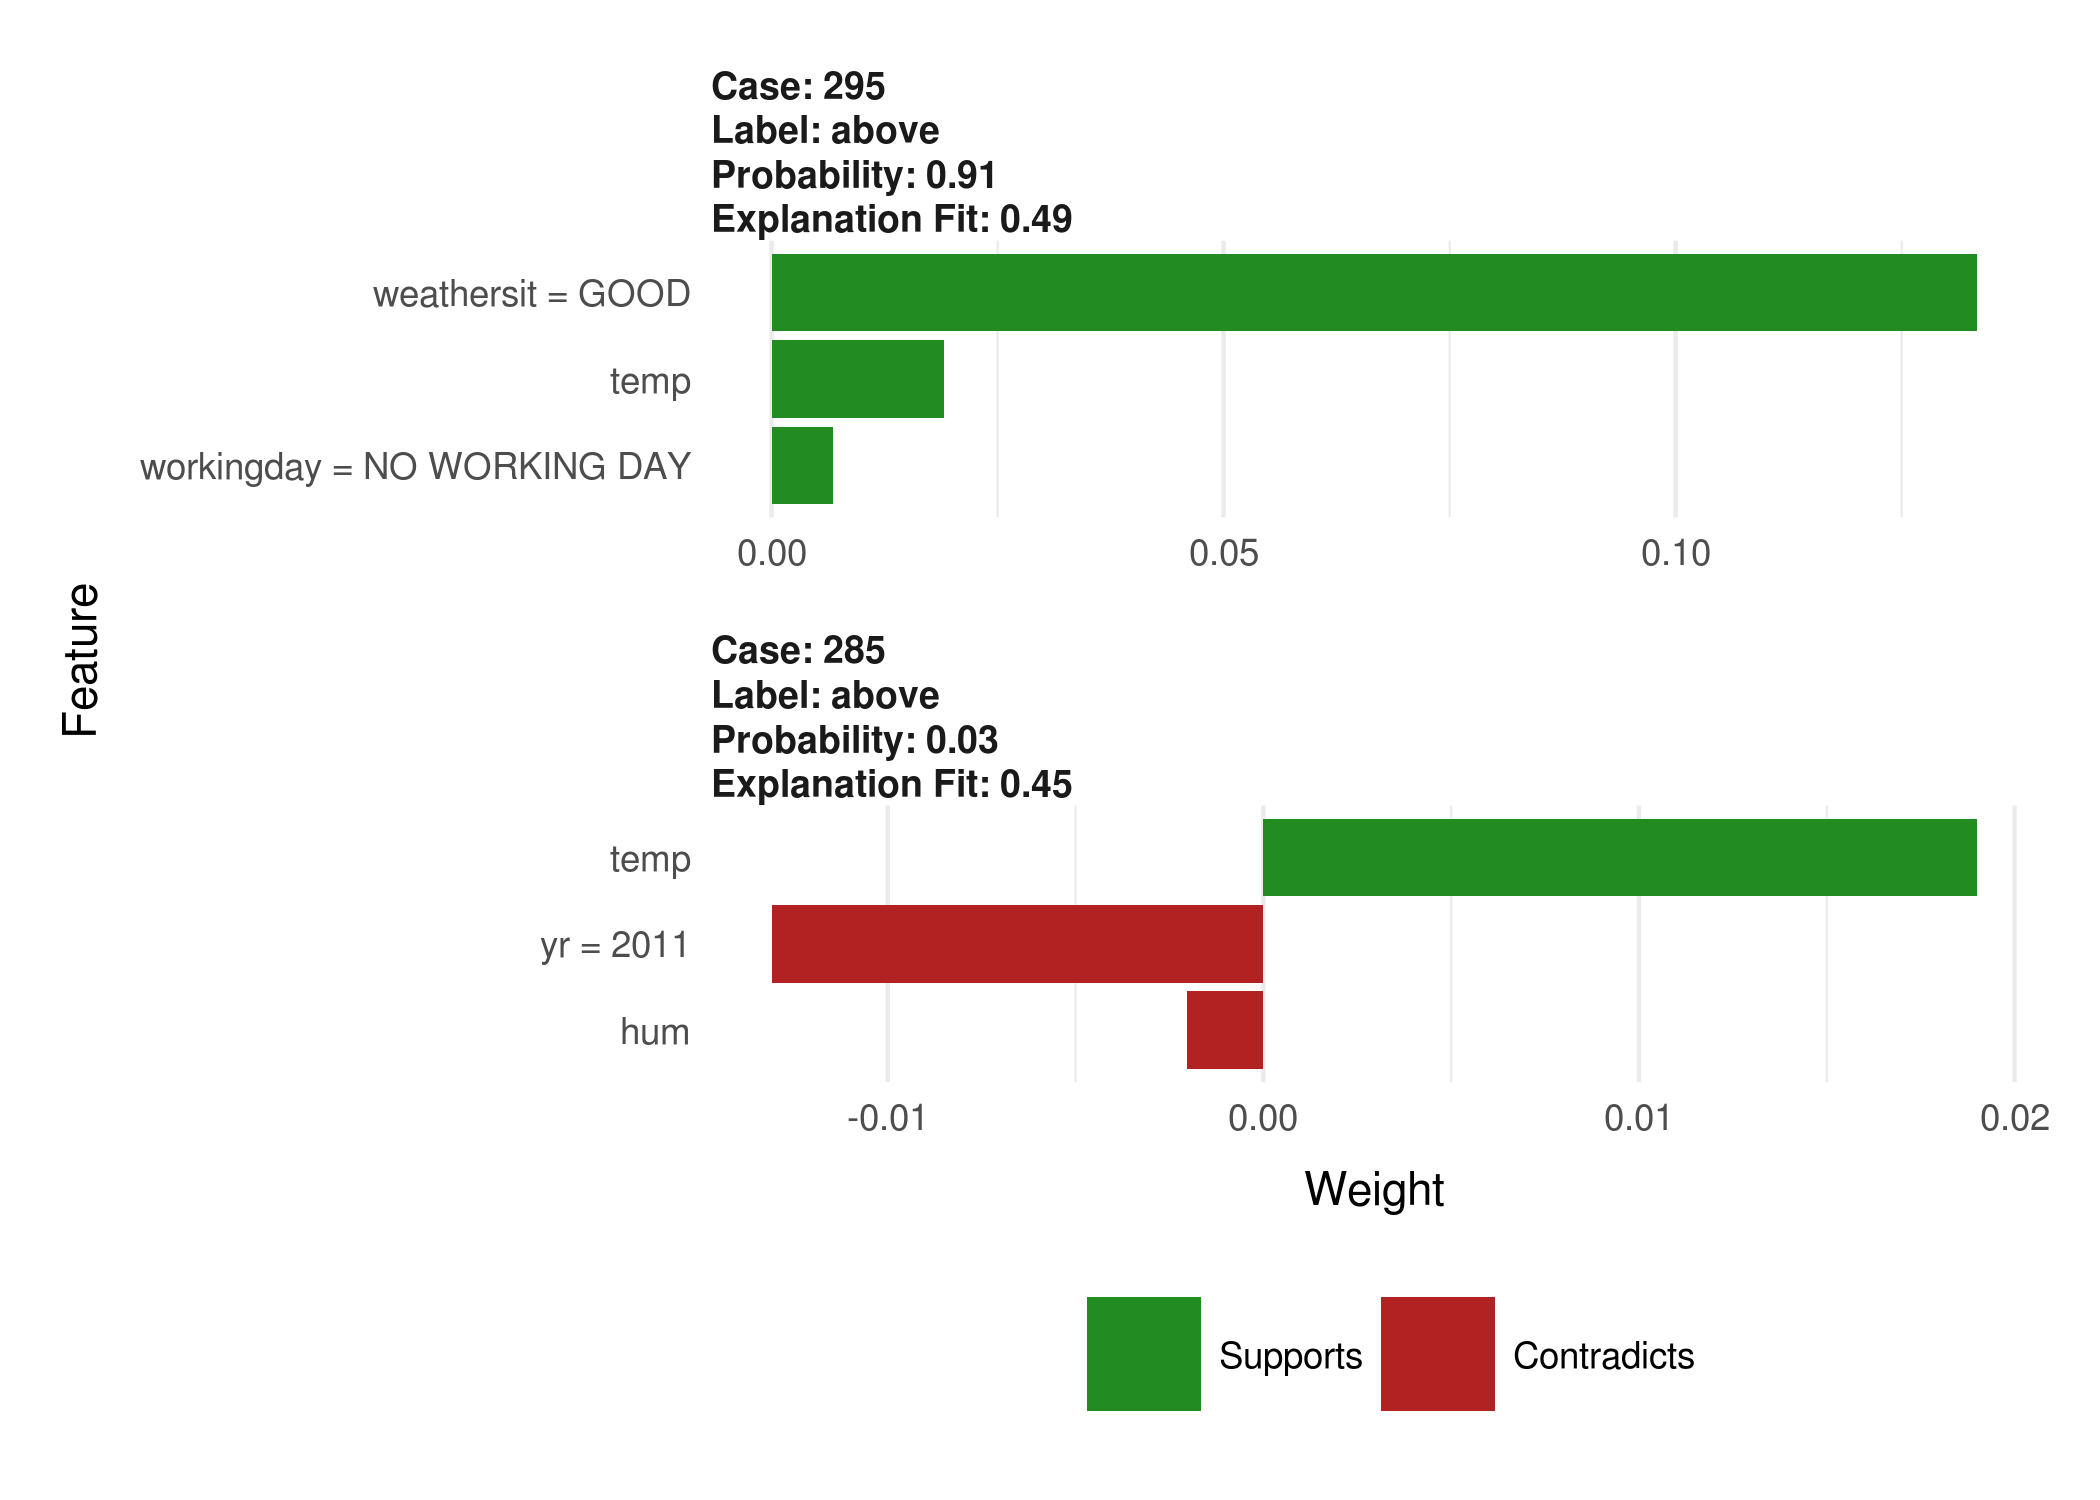 Case: 295
Label: above
Probability: 0.91
Explanation Fit: 0.49
weathersit = GOOD
temp
workingday = NO WORKING DAY
0.00 0.05 0.10
Feature
Case: 285
Label: above
Probability: 0.03
Explanation Fit: 0.45
temp
yr = 2011
hum
-0.01 0.00 0.01 0.02
Weight
Supports Contradicts